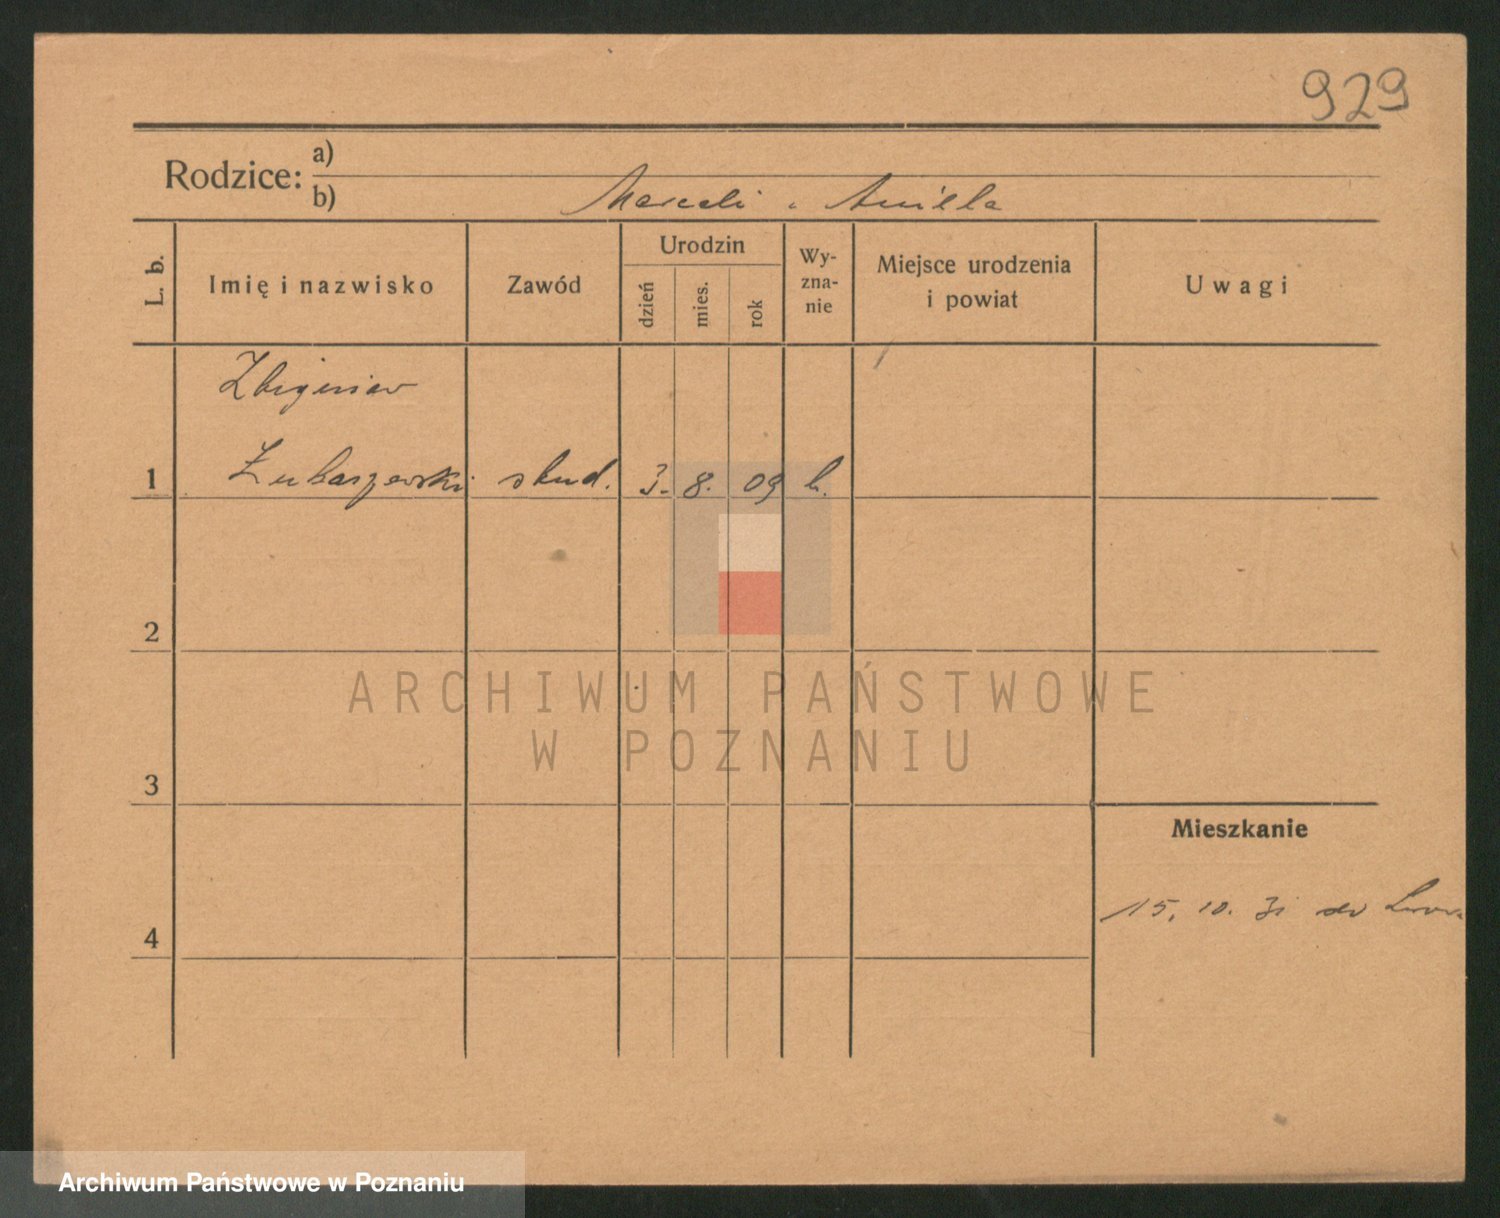 929
Rodzice:
a)
b) Marceli i Aniela
L. b.
Imię i nazwisko
Zawód
Urodzin
dzień
mies.
rok
Wy-
zna-
nie
Miejsce urodzenia
i powiat
Uwagi
Zbigniew
1 Łukaszewski stud. 3. 8. 09 k.
2
ARCHIWUM PAŃSTWOWE
W POZNANIU
3
Mieszkanie
15. 10. 31 do
4
Archiwum Państwowe w Poznaniu